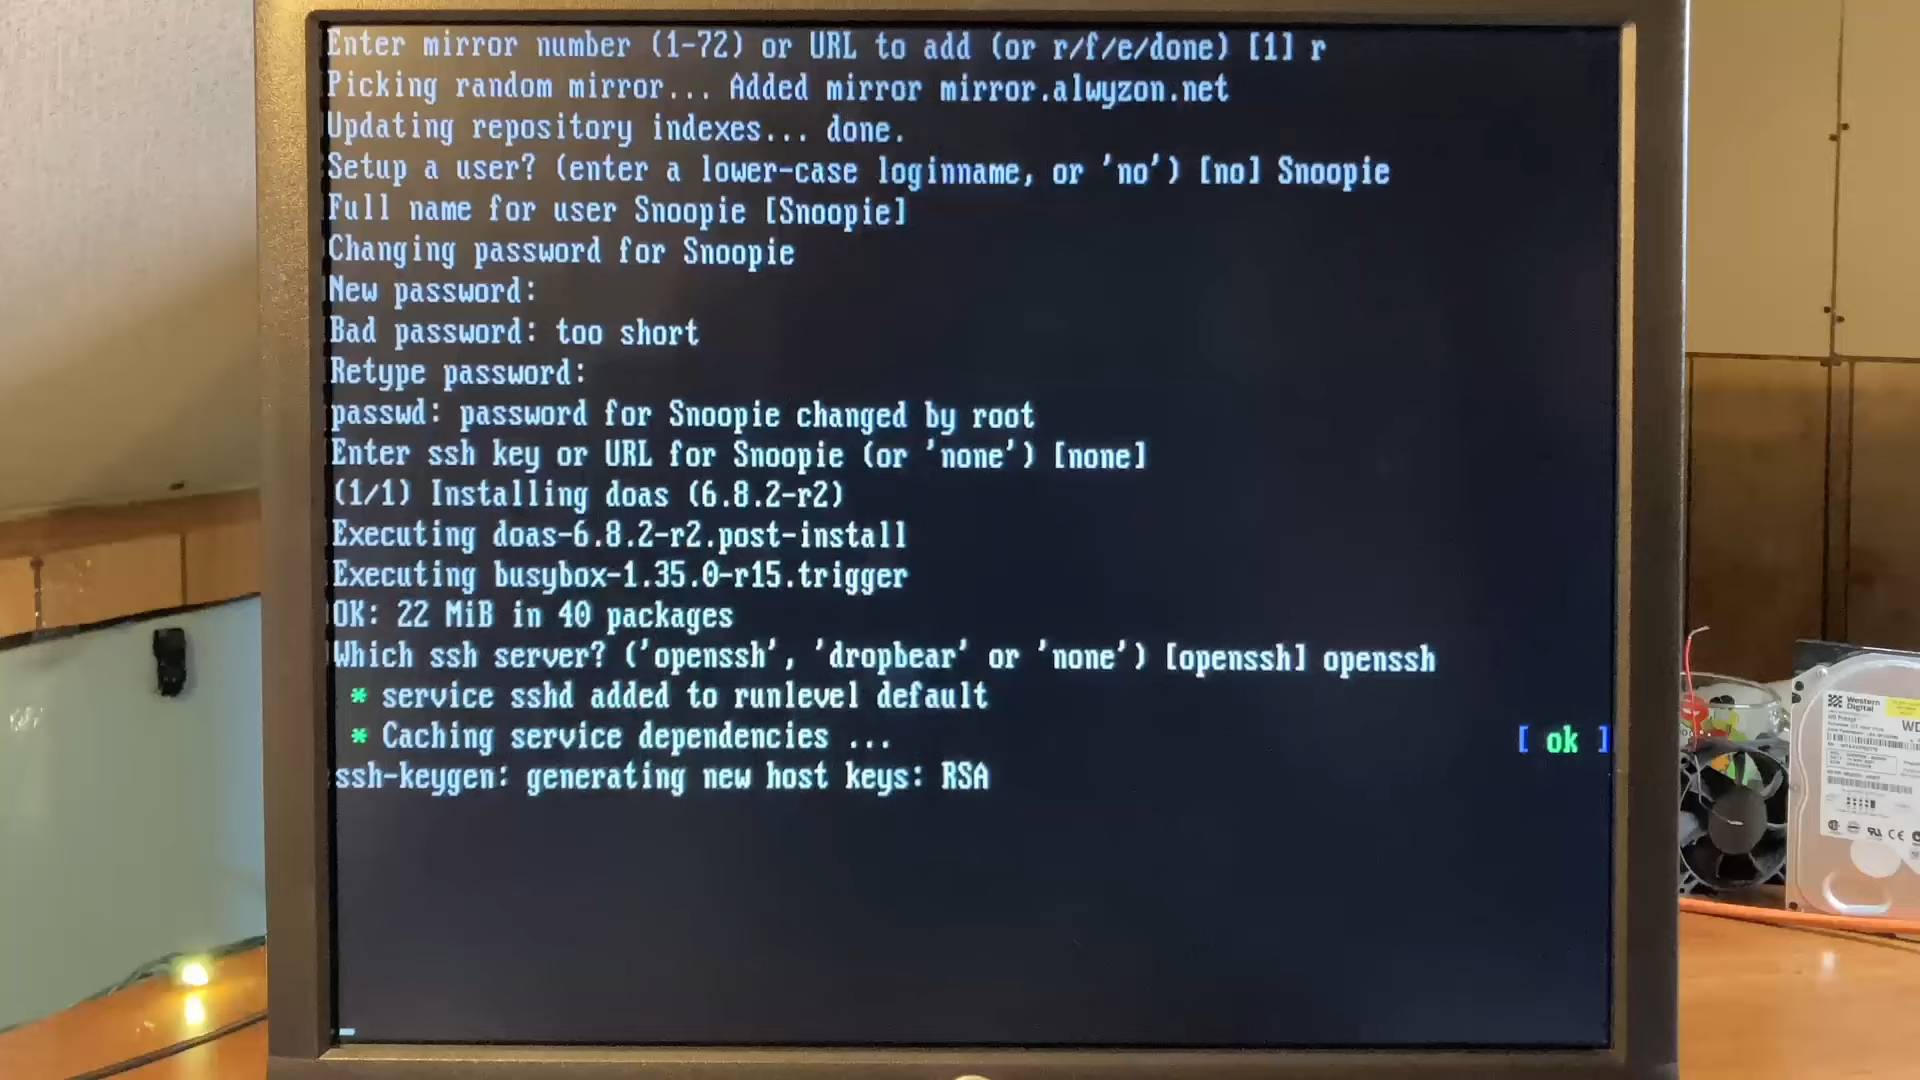 Enter mirror number (1-72) or URL to add (or r/f/e/done) [1] r
Picking random mirror... Added mirror mirror.alwyzon.net
Updating repository indexes... done.
Setup a user? (enter a lower-case loginname, or 'no') [no] Snoopie
Full name for user Snoopie [Snoopie]
Changing password for Snoopie
New password:
Bad password: too short
Retype password:
passwd: password for Snoopie changed by root
Enter ssh key or URL for Snoopie (or 'none') [none]
(1/1) Installing doas (6.8.2-r2)
Executing doas-6.8.2-r2.post-install
Executing busybox-1.35.0-r15.trigger
OK: 22 MiB in 40 packages
Which ssh server? ('openssh', 'dropbear' or 'none') [openssh] openssh
* service sshd added to runlevel default
* Caching service dependencies ... [ ok ]
ssh-keygen: generating new host keys: RSA
Western
Digital